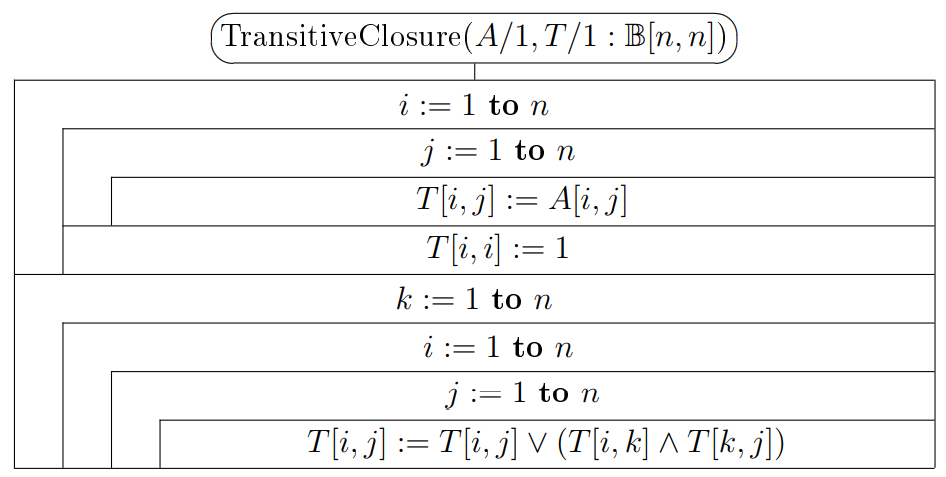 TransitiveClosure(A/1, T/1 : 𝔹[n, n])
i := 1 to n
j := 1 to n
T[i, j] := A[i, j]
T[i, i] := 1
k := 1 to n
i := 1 to n
j := 1 to n
T[i, j] := T[i, j] ∨ (T[i, k] ∧ T[k, j])